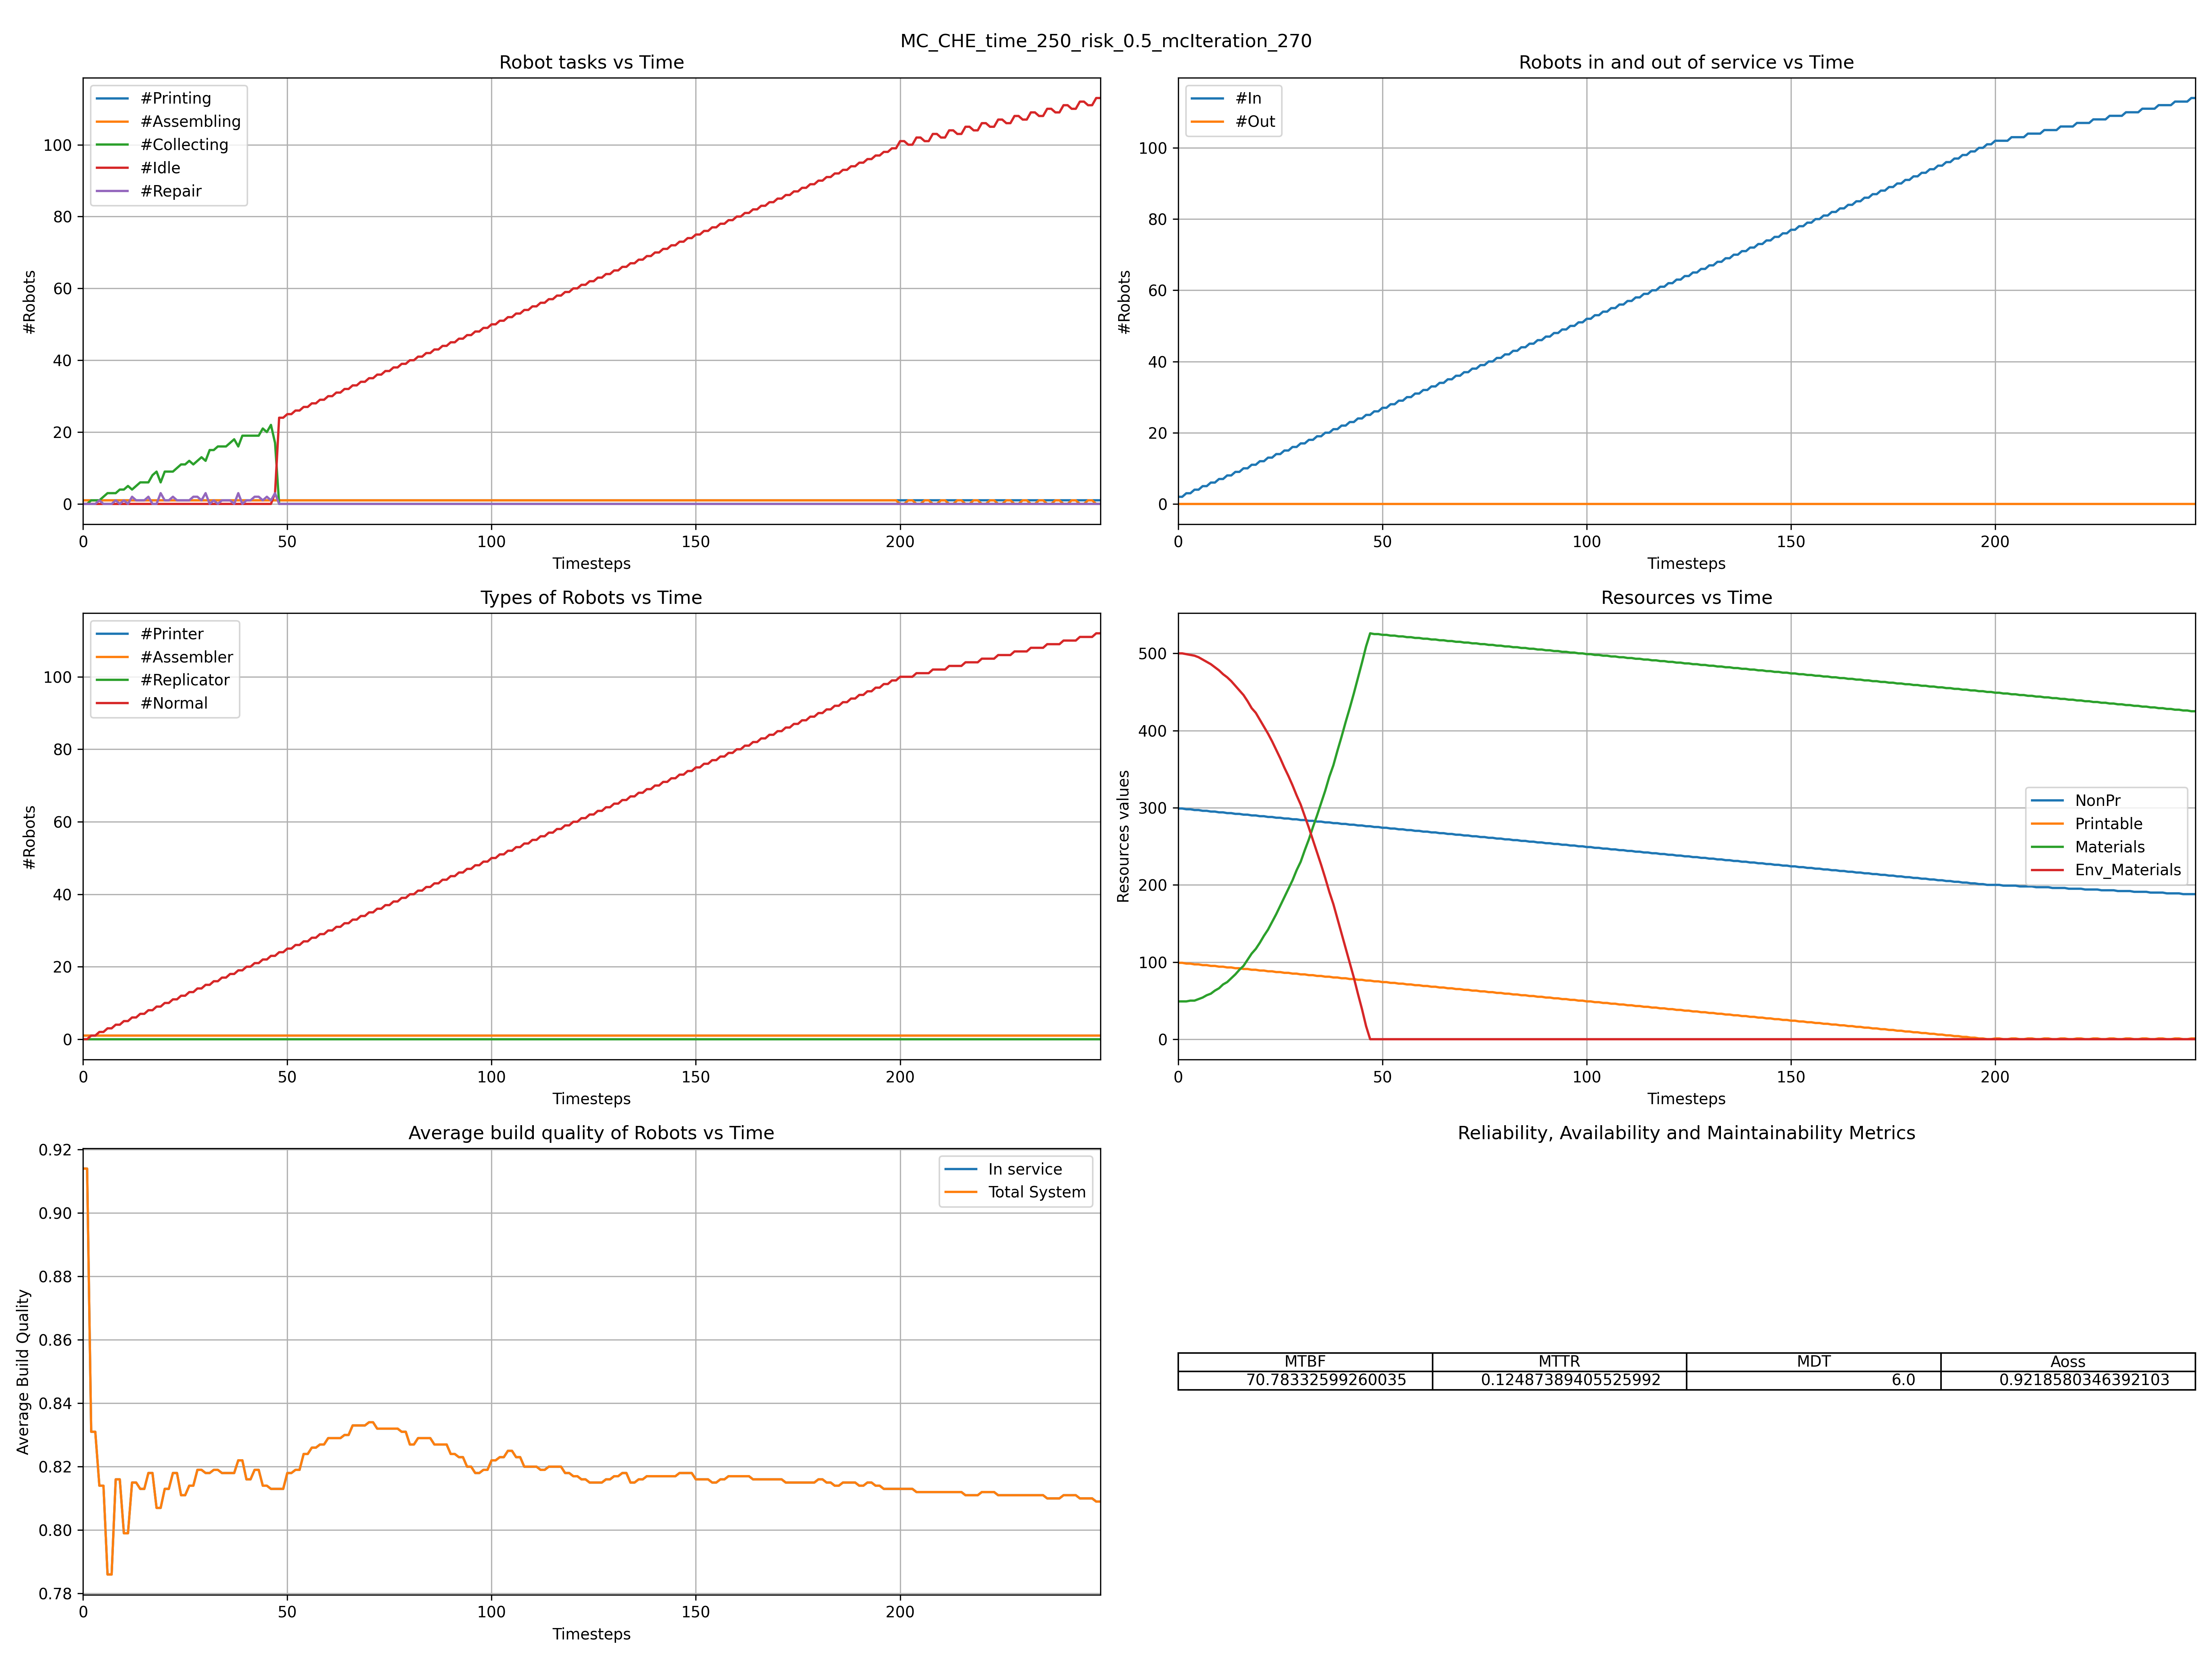 MC_CHE_time_250_risk_0.5_mcIteration_270
Robot tasks vs Time
#Printing
#Assembling
#Collecting
#Idle
#Repair
100
80
60
40
20
0
#Robots
0 50 100 150 200
Timesteps
Robots in and out of service vs Time
#In
#Out
100
80
60
40
20
0
#Robots
0 50 100 150 200
Timesteps
Types of Robots vs Time
#Printer
#Assembler
#Replicator
#Normal
100
80
60
40
20
0
#Robots
0 50 100 150 200
Timesteps
Resources vs Time
500
400
300
200
100
0
Resources values
NonPr
Printable
Materials
Env_Materials
0 50 100 150 200
Timesteps
Average build quality of Robots vs Time
In service
Total System
0.92
0.90
0.88
0.86
0.84
0.82
0.80
0.78
Average Build Quality
0 50 100 150 200
Timesteps
Reliability, Availability and Maintainability Metrics
MTBF MTTR MDT Aoss
70.78332599260035 0.12487389405525992 6.0 0.9218580346392103